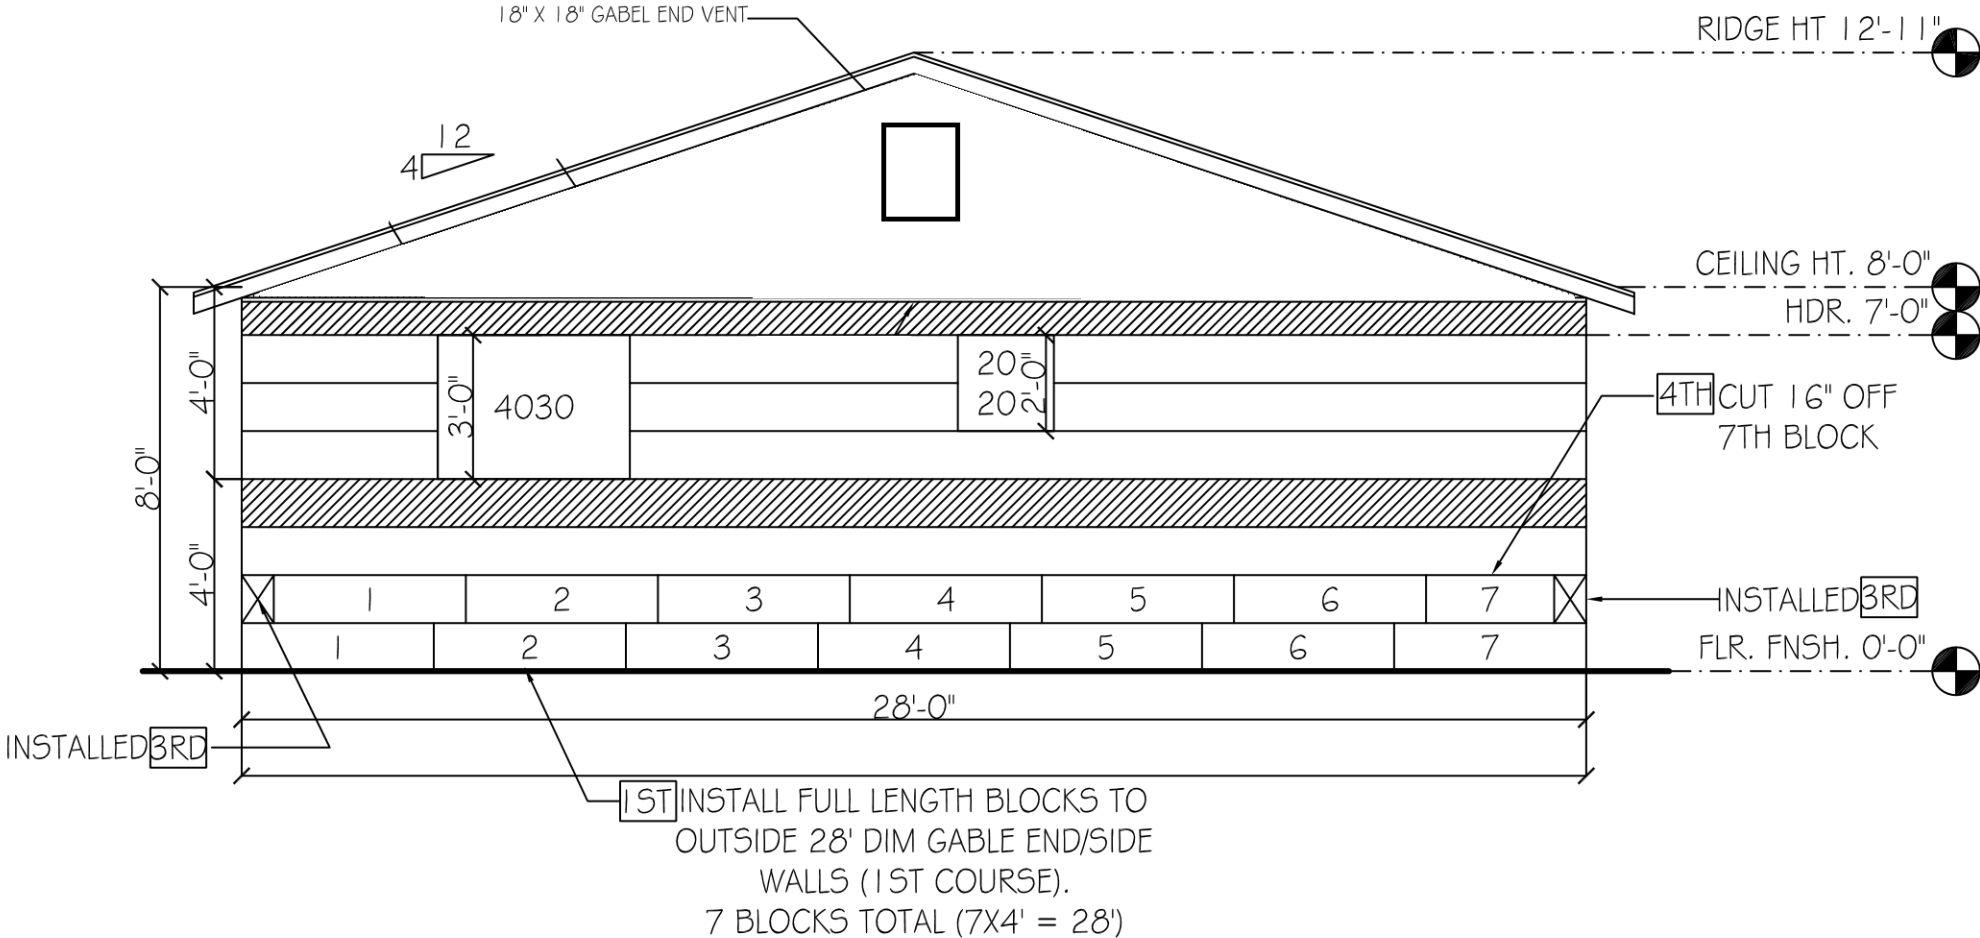 18" X 18" GABEL END VENT
RIDGE HT 12'-11"
12
4
CEILING HT. 8'-0"
HDR. 7'-0"
8'-0"
4'-0"
3'-0"
4030
20
20
2'-0"
4TH CUT 16" OFF
7TH BLOCK
4'-0"
1 2 3 4 5 6 7
INSTALLED 3RD
1 2 3 4 5 6 7
FLR. FNSH. 0'-0"
28'-0"
INSTALLED 3RD
1ST INSTALL FULL LENGTH BLOCKS TO
OUTSIDE 28' DIM GABLE END/SIDE
WALLS (1ST COURSE).
7 BLOCKS TOTAL (7X4' = 28')